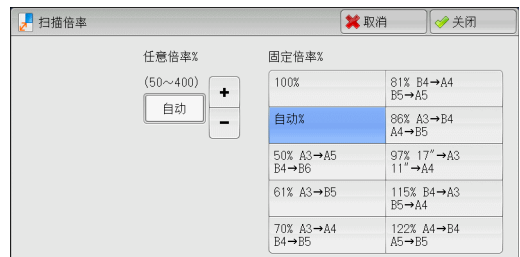 扫描倍率
取消
关闭
任意倍率%
固定倍率%
(50～400)
自动
+
−
100%
81% B4→A4
B5→A5
自动%
86% A3→B4
A4→B5
50% A3→A5
B4→B6
97% 17"→A3
11"→A4
61% A3→B5
115% B4→A3
B5→A4
70% A3→A4
B4→B5
122% A4→B4
A5→B5